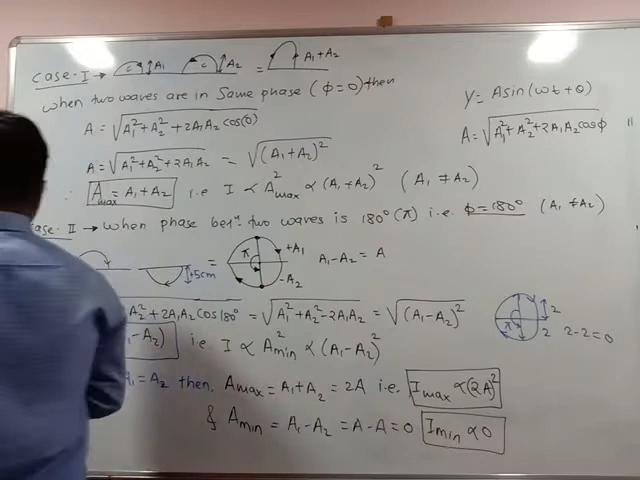 Case-I → A1 A2 = A1+A2
when two waves are in Same phase (ϕ=0) then
y = A sin(ωt + θ)
A = √(A1² + A2² + 2A1A2 cos(0))
A = √(A1² + A2² + 2A1A2 cosϕ)
A = √(A1² + A2² + 2A1A2) = √((A1+A2)²)
Amax = A1+A2 i.e I ∝ A²max ∝ (A1+A2)² (A1 ≠ A2)
ase-II → when phase betⁿ two waves is 180°(π) i.e. ϕ=180° (A1 ≠ A2)
+5cm = π +A1 -A2 A1-A2 = A
A2² + 2A1A2 cos180° = √(A1² + A2² - 2A1A2) = √((A1-A2)²)
π 2 2 2-2=0
-A2) i.e I ∝ A²min ∝ (A1-A2)²
A1=A2 then, Amax = A1+A2 = 2A i.e. Imax ∝ (2A)²
& Amin = A1-A2 = A-A = 0 Imin ∝ 0